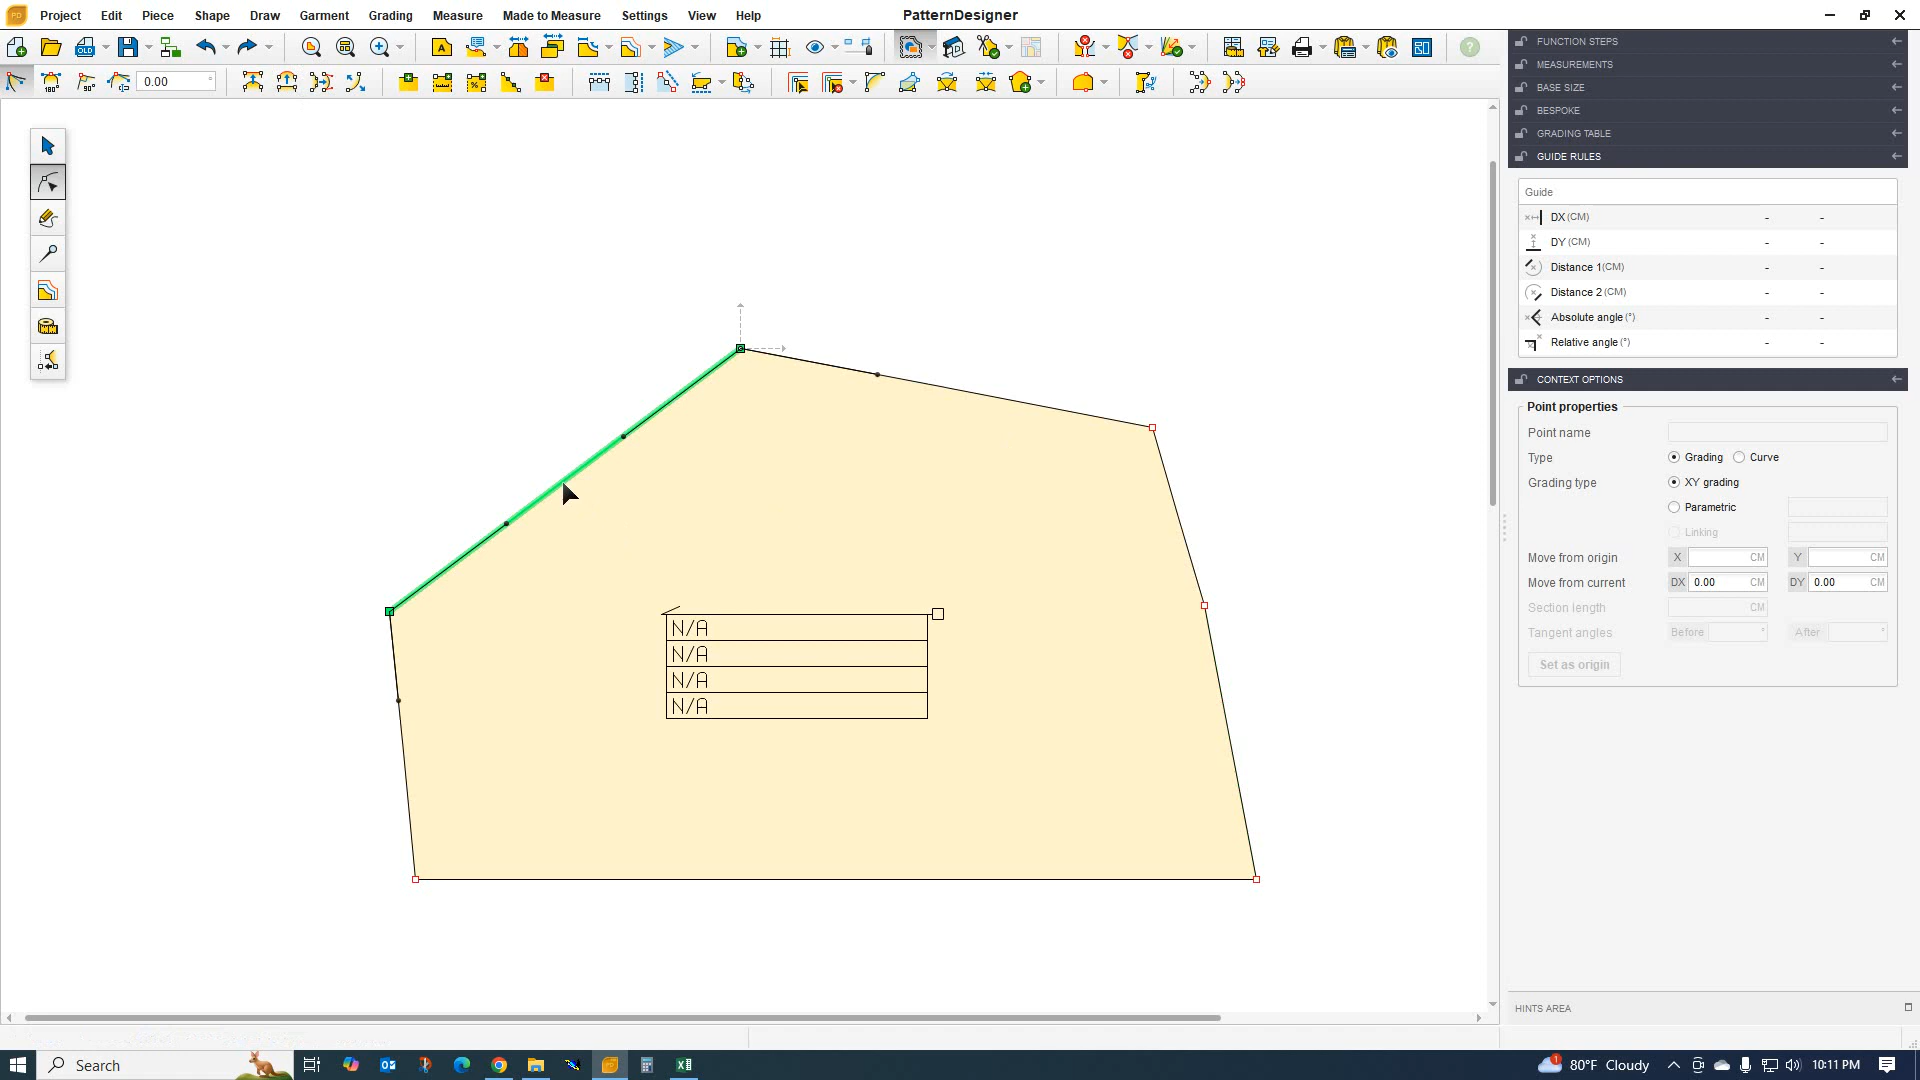 Project Edit Piece Shape Draw Garment Grading Measure Made to Measure Settings View Help
PatternDesigner
0.00 °
FUNCTION STEPS
MEASUREMENTS
BASE SIZE
BESPOKE
GRADING TABLE
GUIDE RULES
Guide
DX (CM) - -
DY (CM) - -
Distance 1(CM) - -
Distance 2 (CM) - -
Absolute angle (°) - -
Relative angle (°) - -
CONTEXT OPTIONS
Point properties
Point name
Type Grading Curve
Grading type XY grading
Parametric
Linking
Move from origin X CM Y CM
Move from current DX 0.00 CM DY 0.00 CM
Section length CM
Tangent angles Before ° After °
Set as origin
N/A
N/A
N/A
N/A
HINTS AREA
Search
80°F Cloudy
10:11 PM